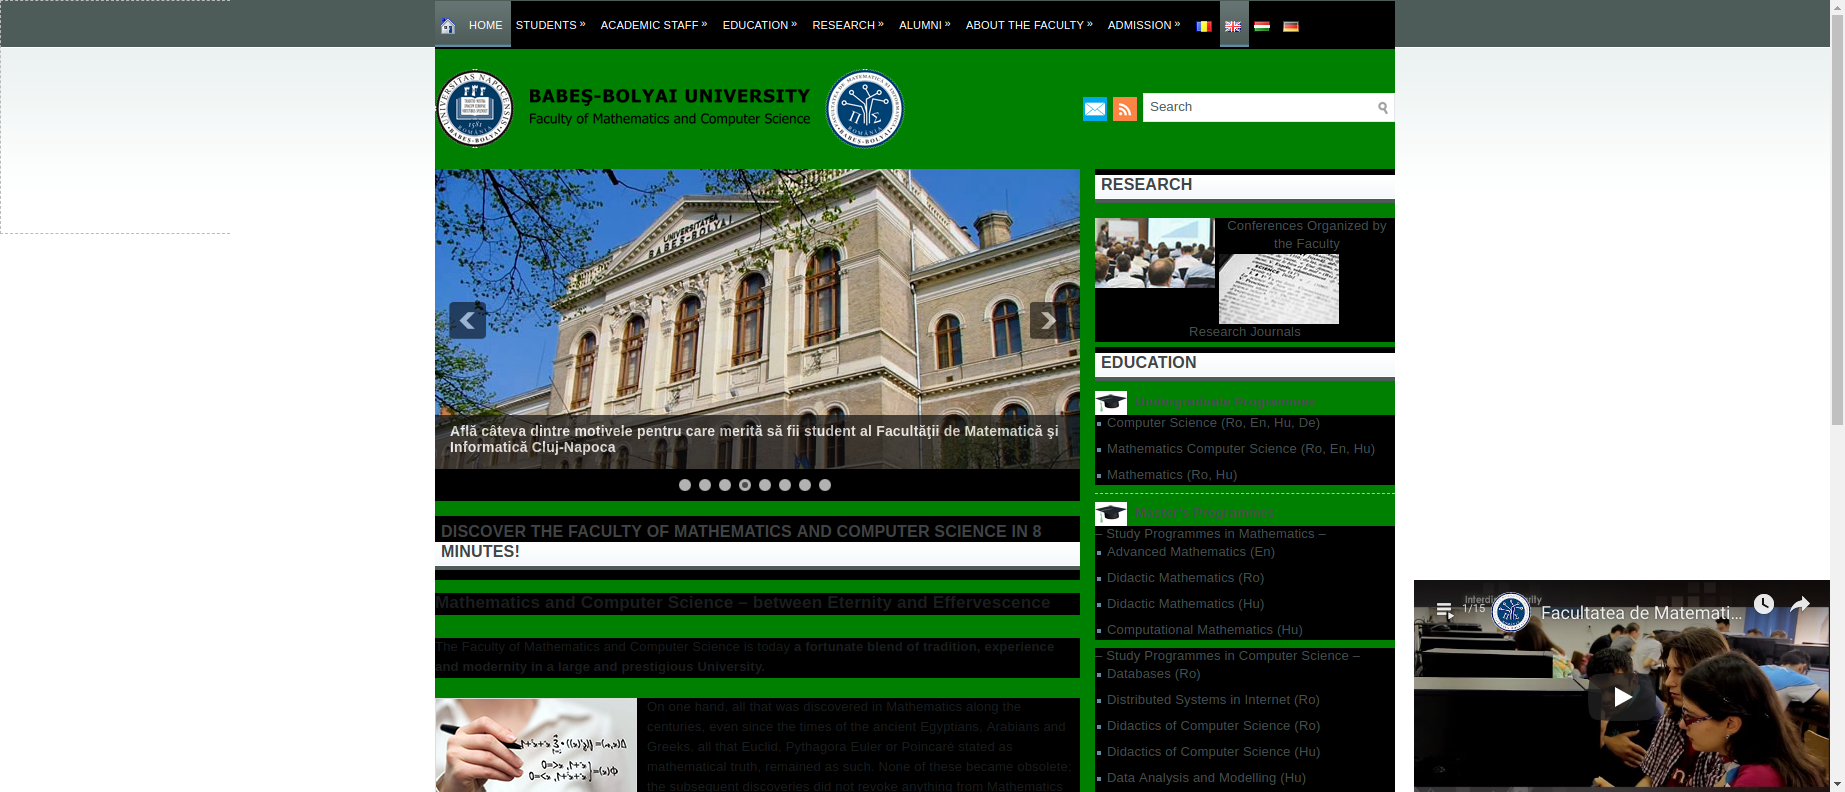 HOME
STUDENTS »
ACADEMIC STAFF »
EDUCATION »
RESEARCH »
ALUMNI »
ABOUT THE FACULTY »
ADMISSION »
BABEŞ-BOLYAI UNIVERSITY
Faculty of Mathematics and Computer Science
Search
UNIVERSITATEA
BABEŞ-BOLYAI
Află câteva dintre motivele pentru care merită să fii student al Facultăţii de Matematică şi
Informatică Cluj-Napoca
DISCOVER THE FACULTY OF MATHEMATICS AND COMPUTER SCIENCE IN 8
MINUTES!
Mathematics and Computer Science – between Eternity and Effervescence
The Faculty of Mathematics and Computer Science is today a fortunate blend of tradition, experience
and modernity in a large and prestigious University.
On one hand, all that was discovered in Mathematics along the
centuries, even since the times of the ancient Egyptians, Arabians and
Greeks, all that Euclid, Pythagora Euler or Poincaré stated as
mathematical truth, remained as such. None of these became obsolete;
the subsequent discoveries did not revoke anything from Mathematics
RESEARCH
Conferences Organized by
the Faculty
Research Journals
EDUCATION
Undergraduate Programmes
Computer Science (Ro, En, Hu, De)
Mathematics Computer Science (Ro, En, Hu)
Mathematics (Ro, Hu)
Master's Programmes
– Study Programmes in Mathematics –
Advanced Mathematics (En)
Didactic Mathematics (Ro)
Didactic Mathematics (Hu)
Computational Mathematics (Hu)
– Study Programmes in Computer Science –
Databases (Ro)
Distributed Systems in Internet (Ro)
Didactics of Computer Science (Ro)
Didactics of Computer Science (Hu)
Data Analysis and Modelling (Hu)
1/15
Facultatea de Matemati...